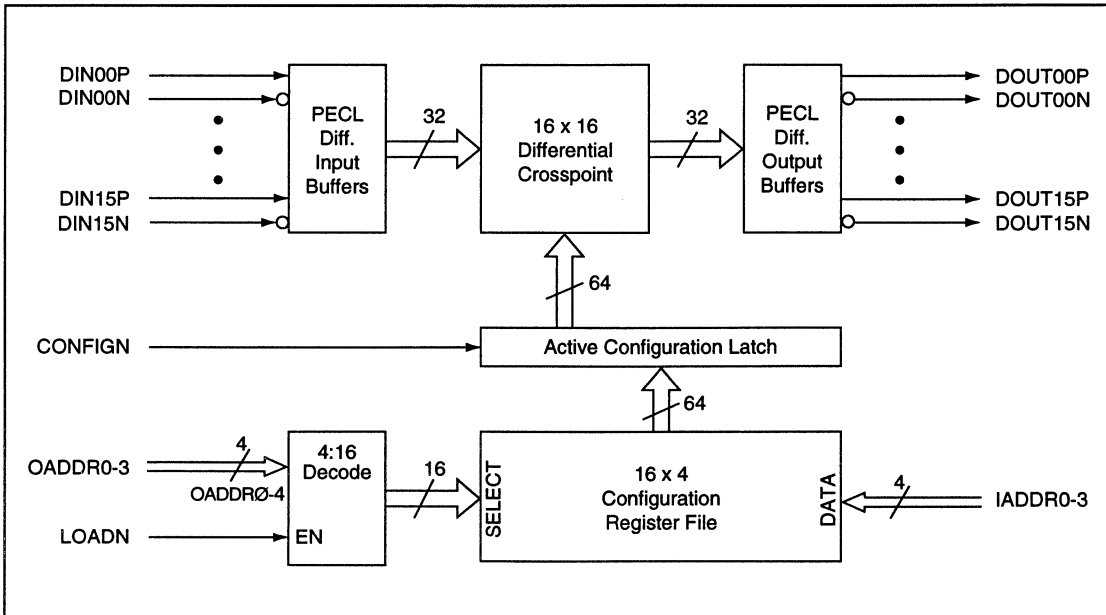 DIN00P
DIN00N
DIN15P
DIN15N
PECL
Diff.
Input
Buffers
32
16 x 16
Differential
Crosspoint
32
PECL
Diff.
Output
Buffers
DOUT00P
DOUT00N
DOUT15P
DOUT15N
64
CONFIGN
Active Configuration Latch
64
OADDR0-3
4
OADDRØ-4
LOADN
4:16
Decode
EN
16
SELECT
16 x 4
Configuration
Register File
DATA
4
IADDR0-3